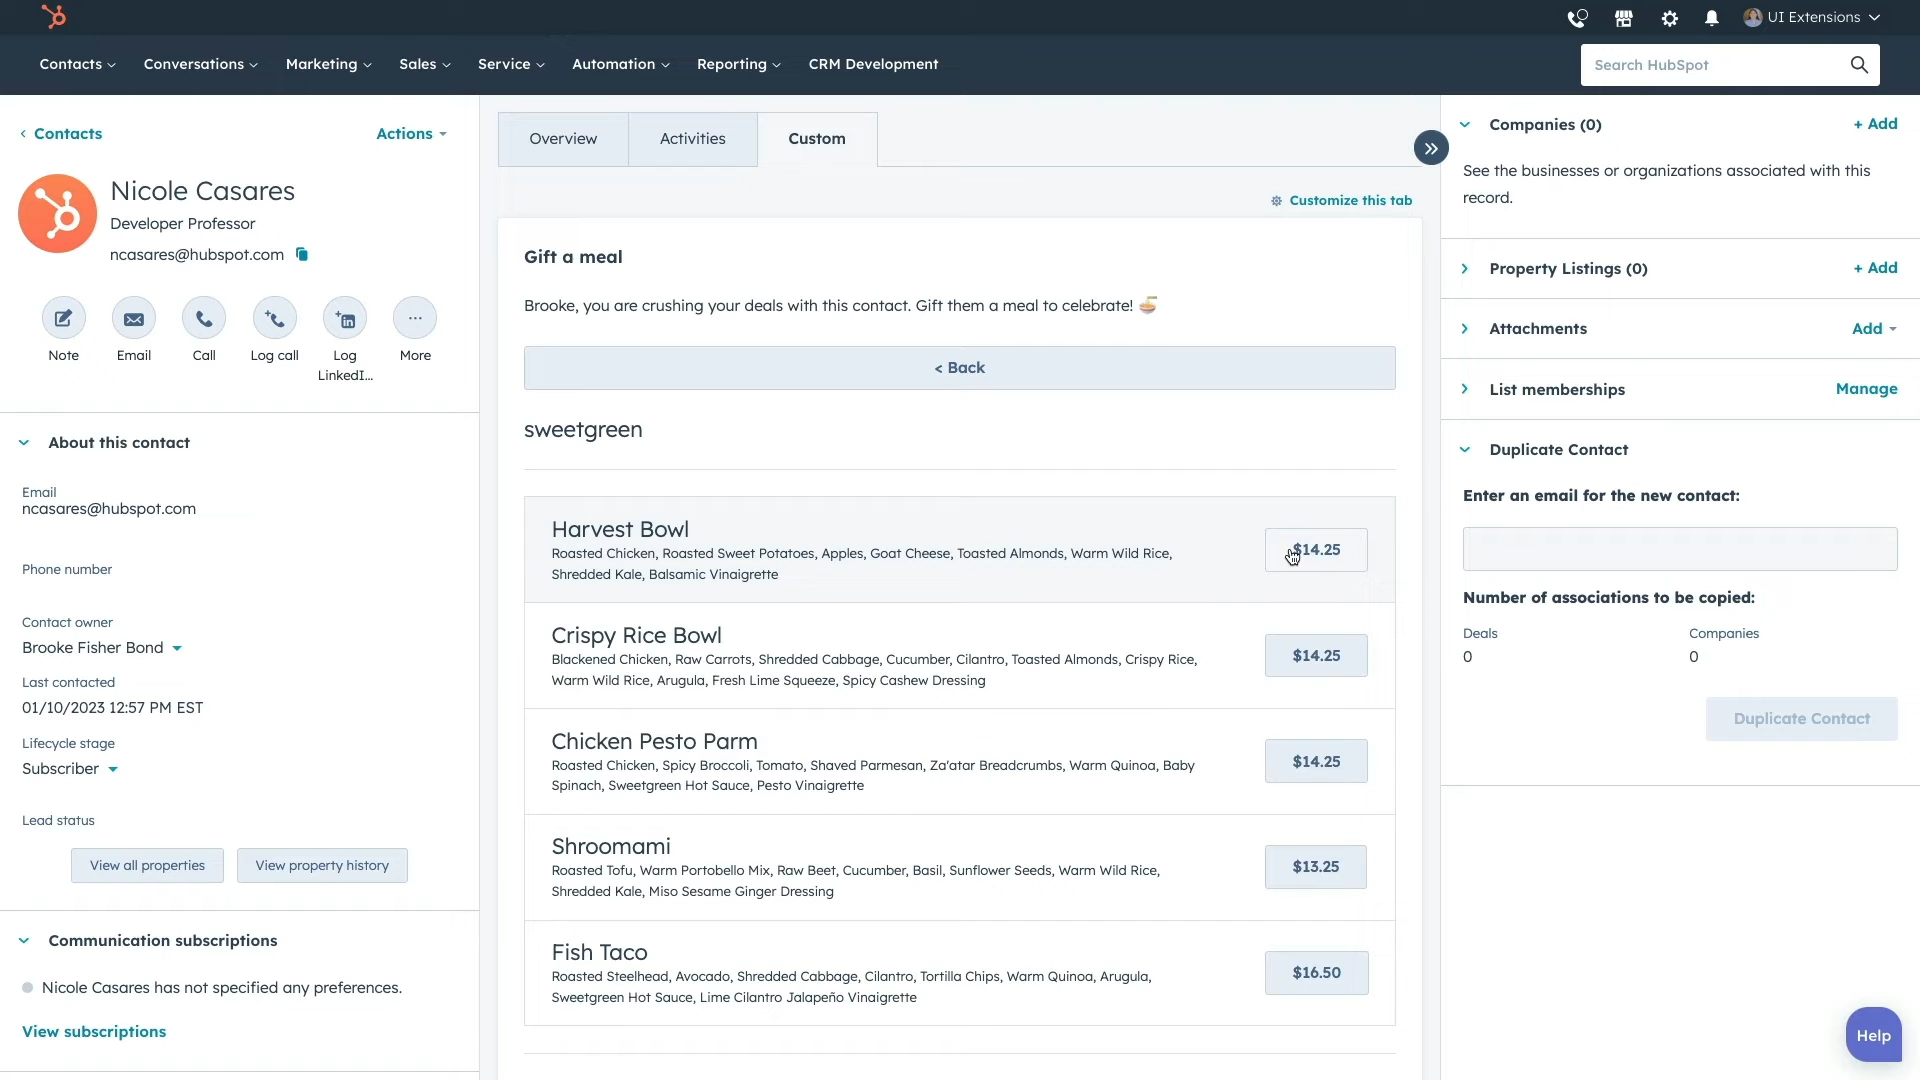 UI Extensions
Contacts
Conversations
Marketing
Sales
Service
Automation
Reporting
CRM Development
Search HubSpot
Contacts
Actions
Nicole Casares
Developer Professor
ncasares@hubspot.com
Note
Email
Call
Log call
Log
LinkedI...
More
About this contact
Email
ncasares@hubspot.com
Phone number
Contact owner
Brooke Fisher Bond
Last contacted
01/10/2023 12:57 PM EST
Lifecycle stage
Subscriber
Lead status
View all properties
View property history
Communication subscriptions
Nicole Casares has not specified any preferences.
View subscriptions
Overview
Activities
Custom
Customize this tab
Gift a meal
Brooke, you are crushing your deals with this contact. Gift them a meal to celebrate! 🍜
< Back
sweetgreen
Harvest Bowl
Roasted Chicken, Roasted Sweet Potatoes, Apples, Goat Cheese, Toasted Almonds, Warm Wild Rice,
Shredded Kale, Balsamic Vinaigrette
$14.25
Crispy Rice Bowl
Blackened Chicken, Raw Carrots, Shredded Cabbage, Cucumber, Cilantro, Toasted Almonds, Crispy Rice,
Warm Wild Rice, Arugula, Fresh Lime Squeeze, Spicy Cashew Dressing
$14.25
Chicken Pesto Parm
Roasted Chicken, Spicy Broccoli, Tomato, Shaved Parmesan, Za'atar Breadcrumbs, Warm Quinoa, Baby
Spinach, Sweetgreen Hot Sauce, Pesto Vinaigrette
$14.25
Shroomami
Roasted Tofu, Warm Portobello Mix, Raw Beet, Cucumber, Basil, Sunflower Seeds, Warm Wild Rice,
Shredded Kale, Miso Sesame Ginger Dressing
$13.25
Fish Taco
Roasted Steelhead, Avocado, Shredded Cabbage, Cilantro, Tortilla Chips, Warm Quinoa, Arugula,
Sweetgreen Hot Sauce, Lime Cilantro Jalapeño Vinaigrette
$16.50
Companies (0)
+ Add
See the businesses or organizations associated with this
record.
Property Listings (0)
+ Add
Attachments
Add
List memberships
Manage
Duplicate Contact
Enter an email for the new contact:
Number of associations to be copied:
Deals
Companies
0
0
Duplicate Contact
Help